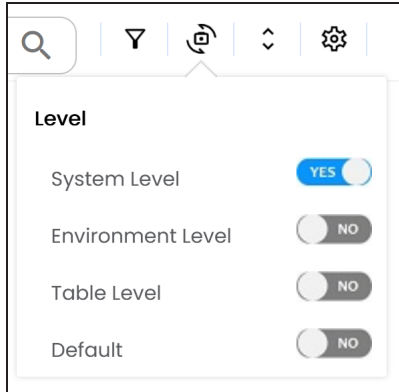 Level
System Level YES
Environment Level NO
Table Level NO
Default NO